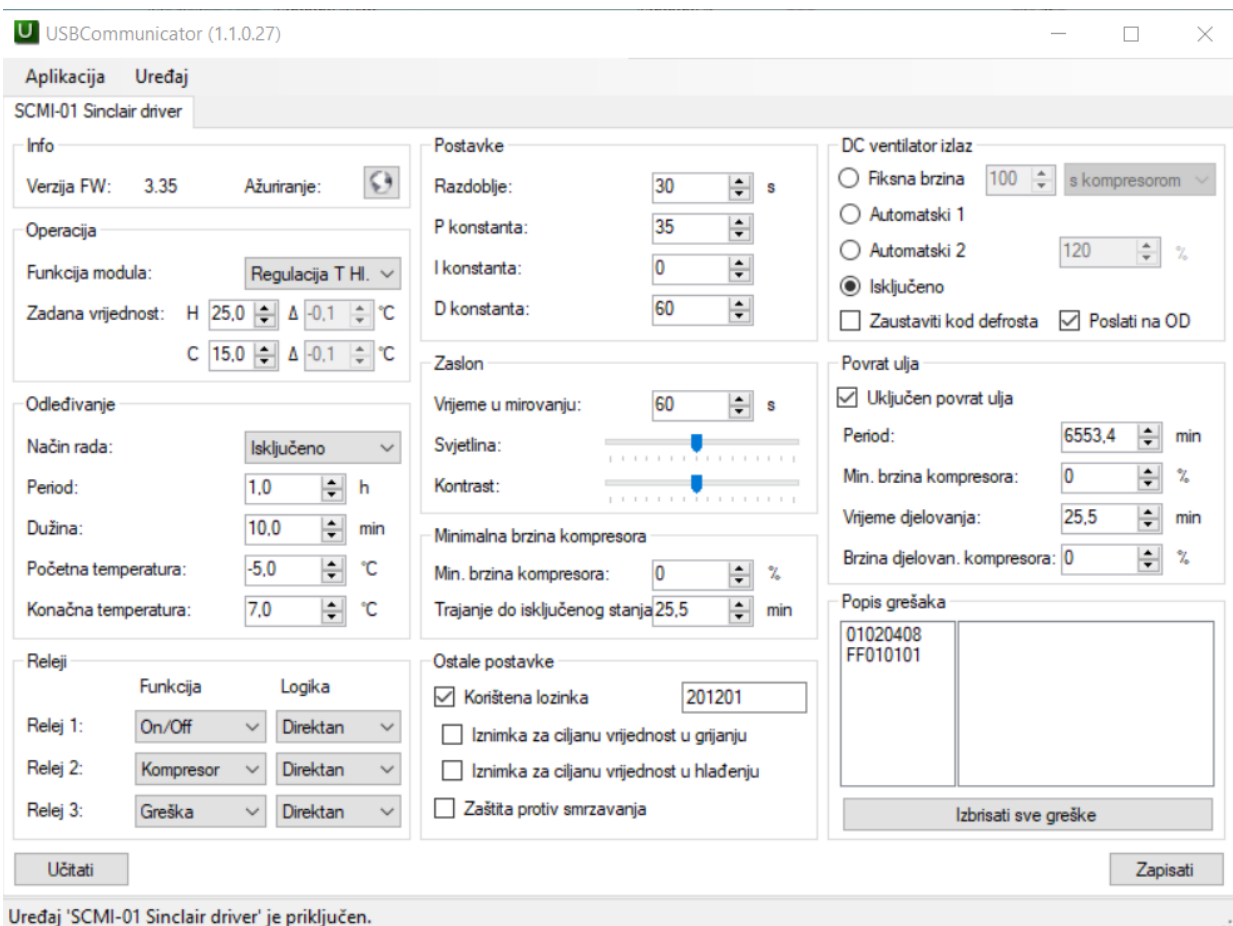 USBCommunicator (1.1.0.27)
Aplikacija Uređaj
SCMI-01 Sinclair driver
Info
Verzija FW: 3.35 Ažuriranje:
Operacija
Funkcija modula: Regulacija T Hl.
Zadana vrijednost: H 25,0 Δ -0,1 °C
C 15,0 Δ -0,1 °C
Odleđivanje
Način rada: Isključeno
Period: 1,0 h
Dužina: 10,0 min
Početna temperatura: -5,0 °C
Konačna temperatura: 7,0 °C
Releji
Funkcija Logika
Relej 1: On/Off Direktan
Relej 2: Kompresor Direktan
Relej 3: Greška Direktan
Učitati
Postavke
Razdoblje: 30 s
P konstanta: 35
I konstanta: 0
D konstanta: 60
Zaslon
Vrijeme u mirovanju: 60 s
Svjetlina:
Kontrast:
Minimalna brzina kompresora
Min. brzina kompresora: 0 %
Trajanje do isključenog stanja 25,5 min
Ostale postavke
Korištena lozinka 201201
Iznimka za ciljanu vrijednost u grijanju
Iznimka za ciljanu vrijednost u hlađenju
Zaštita protiv smrzavanja
DC ventilator izlaz
Fiksna brzina 100 s kompresorom
Automatski 1
Automatski 2 120 %
Isključeno
Zaustaviti kod defrosta Poslati na OD
Povrat ulja
Uključen povrat ulja
Period: 6553,4 min
Min. brzina kompresora: 0 %
Vrijeme djelovanja: 25,5 min
Brzina djelovan. kompresora: 0 %
Popis grešaka
01020408
FF010101
Izbrisati sve greške
Zapisati
Uređaj 'SCMI-01 Sinclair driver' je priključen.